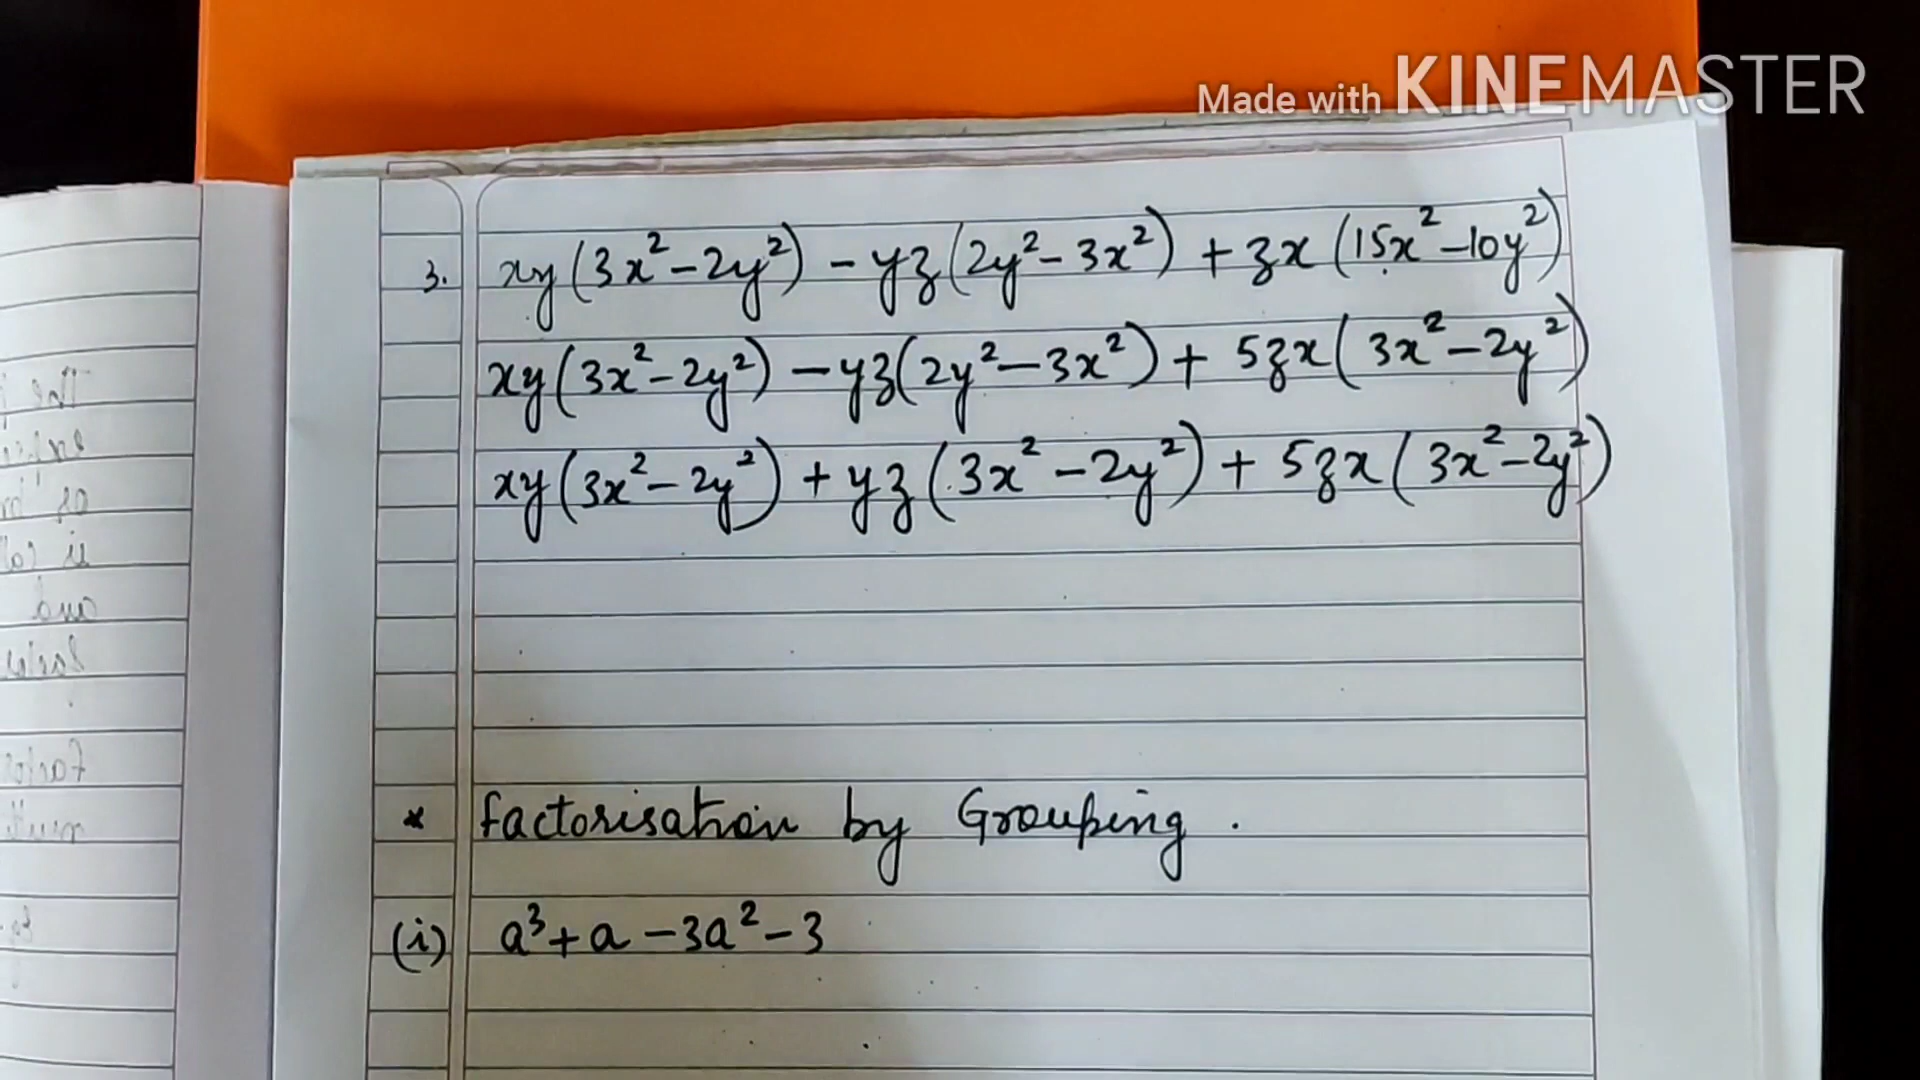 Made with KINEMASTER
3. xy(3x²-2y²) - yz(2y²-3x²) + zx(15x²-10y²)
xy(3x²-2y²) - yz(2y²-3x²) + 5zx(3x²-2y²)
xy(3x²-2y²) + yz(3x²-2y²) + 5zx(3x²-2y²)
* factorisation by Grouping.
(i) a³+a-3a²-3